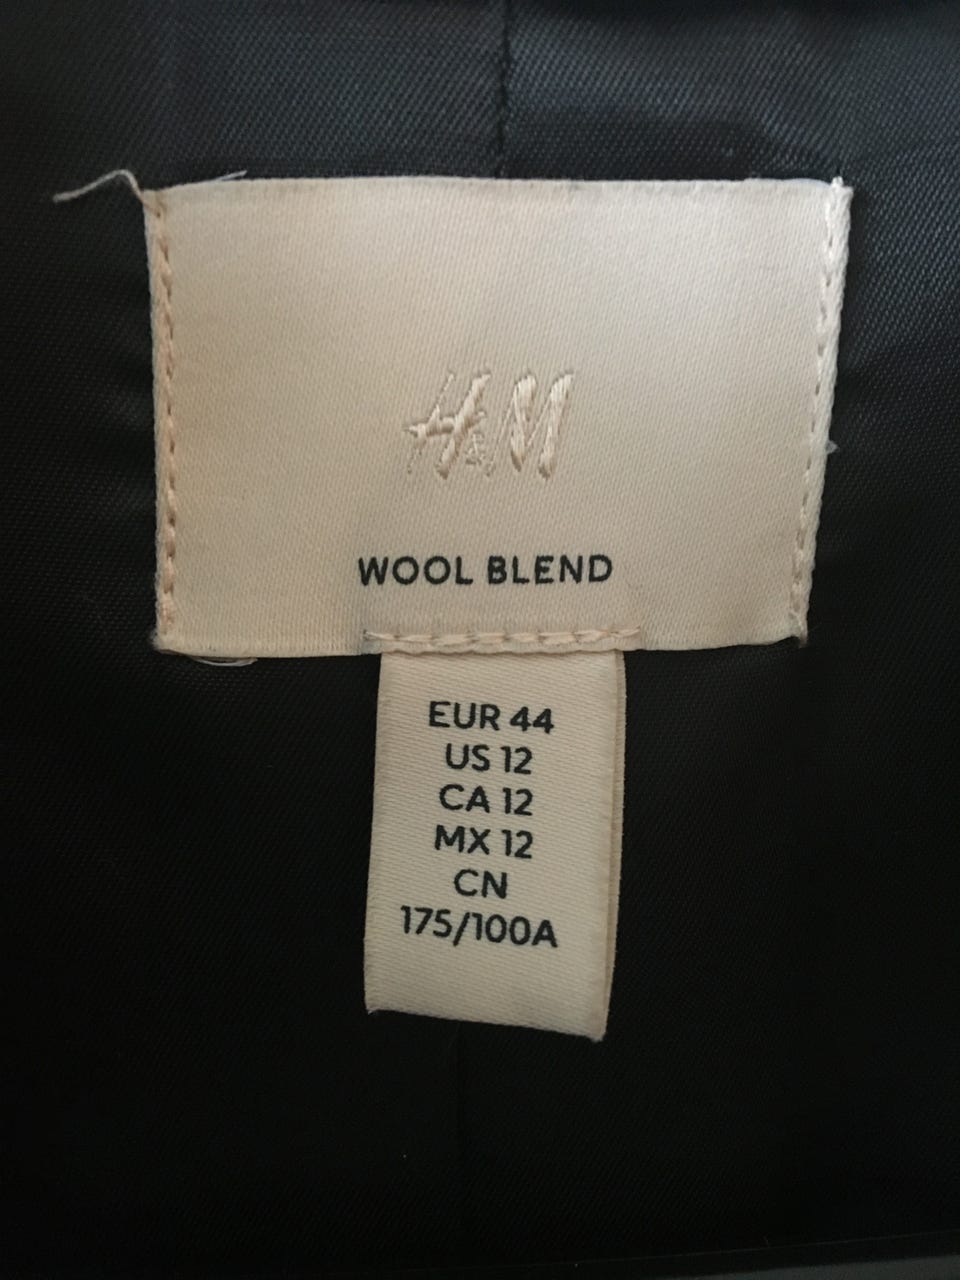 H&M
WOOL BLEND
EUR 44
US 12
CA 12
MX 12
CN
175/100A